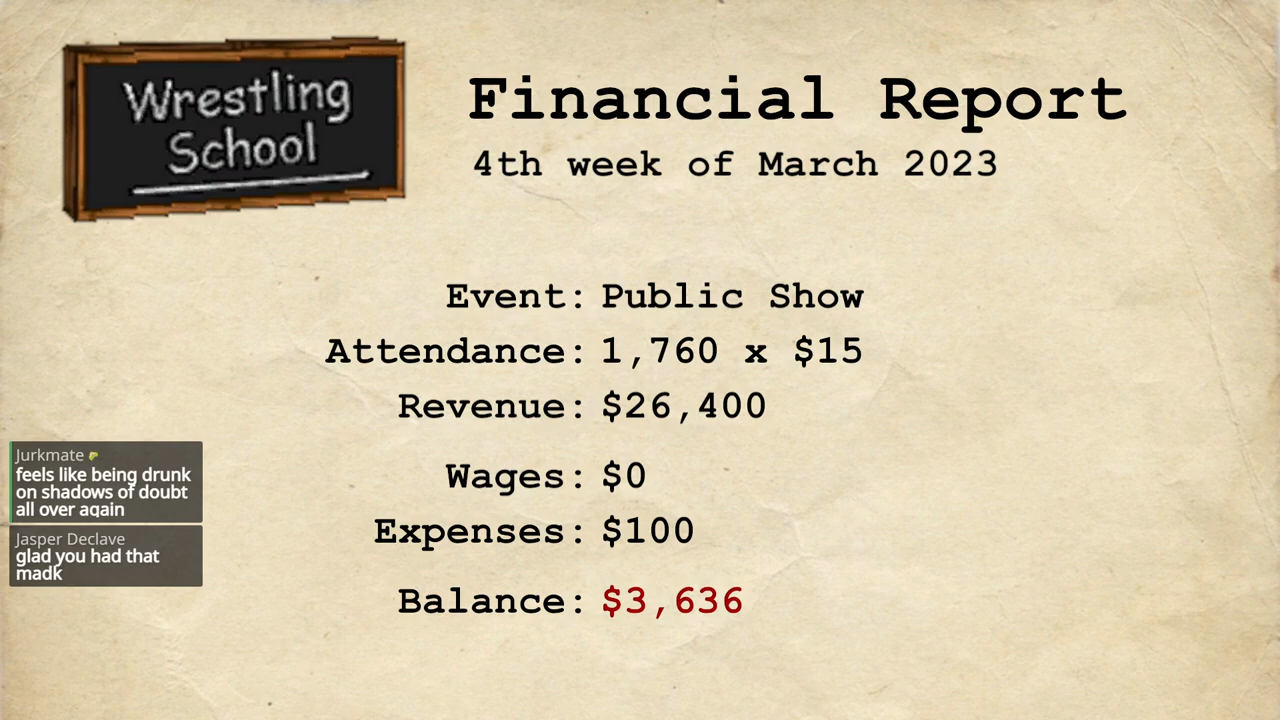 Wrestling
School
Financial Report
4th week of March 2023
Event: Public Show
Attendance: 1,760 x $15
Revenue: $26,400
Wages: $0
Expenses: $100
Balance: $3,636
Jurkmate
feels like being drunk
on shadows of doubt
all over again
Jasper Declave
glad you had that
madk